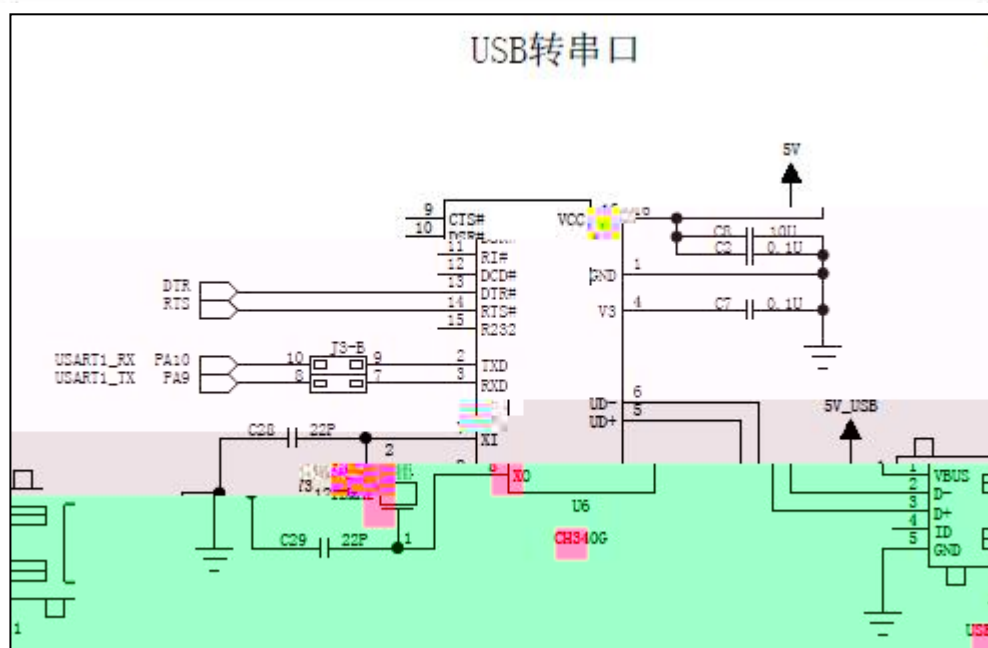 USB转串口
5V
9 CTS# VCC
10
C8 10U
11
C2 0.1U
12 RI#
13 DCD# GND 1
DTR 14 DTR#
RTS 15 RTS# V3 4 C7 0.1U
R232
J3-B
USART1_RX PA10 10 9 2 TXD
USART1_TX PA9 8 7 3 RXD
UD- 6
UD+ 5
5V_USB
C28 22P
2
XI
XO
1 VBUS
2 D-
3 D+
4 ID
5 GND
U6
C29 22P 1 CH340G
1